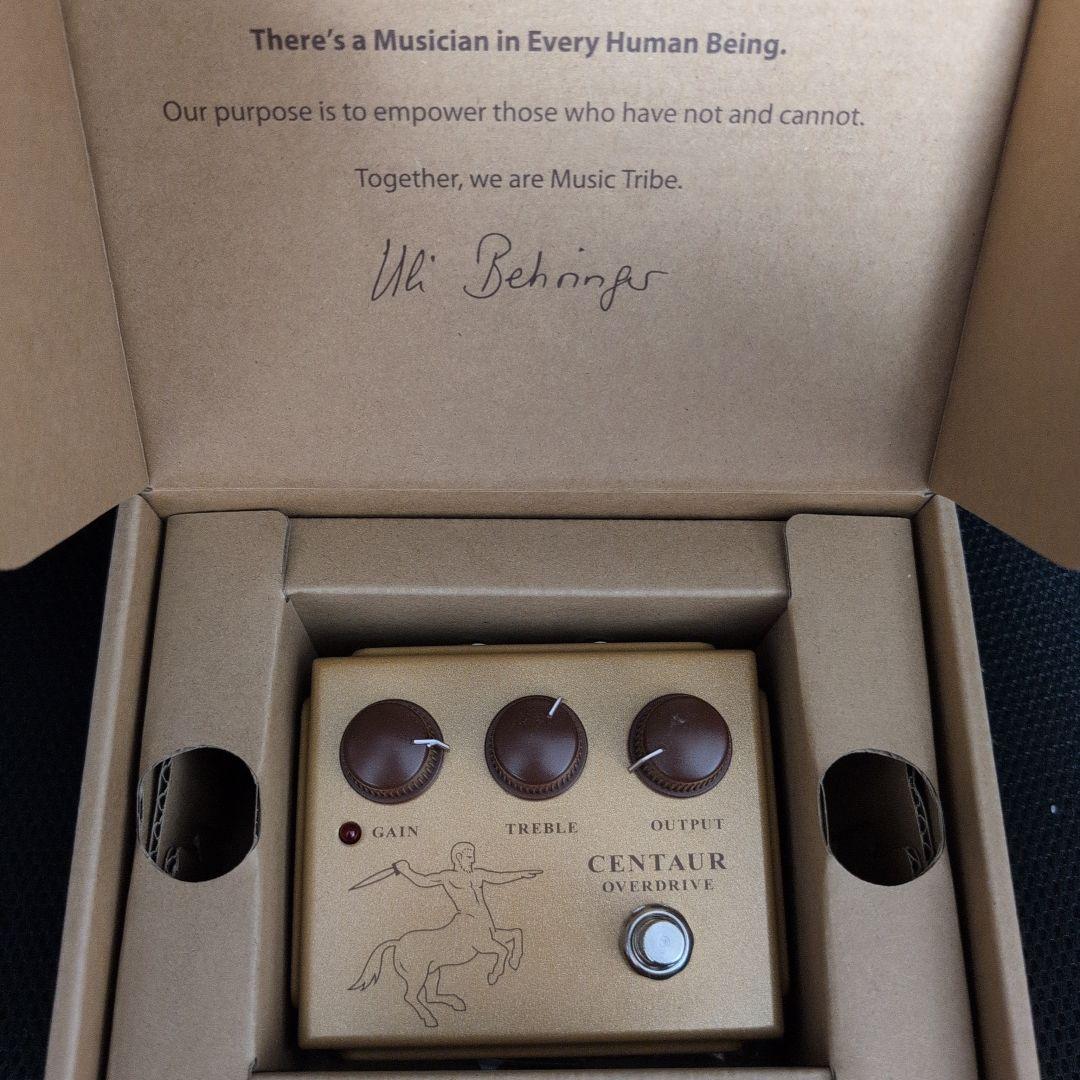 There's a Musician in Every Human Being.
Our purpose is to empower those who have not and cannot.
Together, we are Music Tribe.
Uli Behringer
GAIN
TREBLE
OUTPUT
CENTAUR
OVERDRIVE